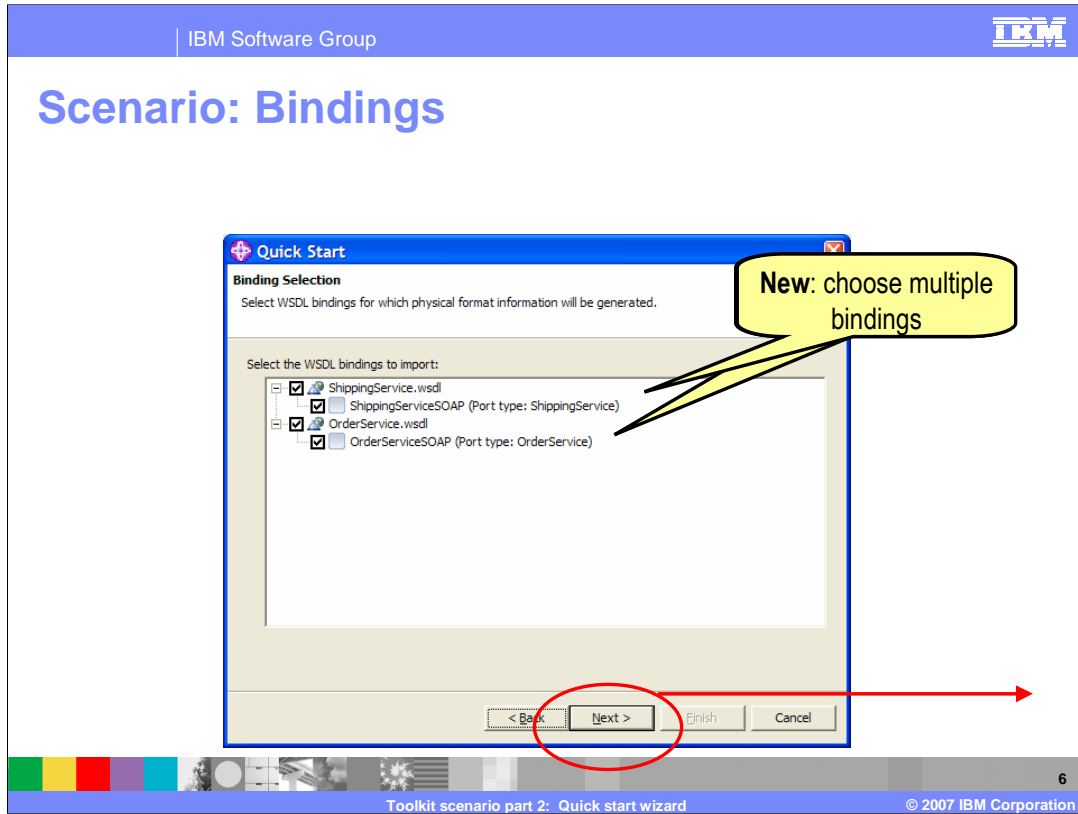 IBM Software Group
IBM
Scenario: Bindings
Quick Start
Binding Selection
Select WSDL bindings for which physical format information will be generated.
New: choose multiple
bindings
Select the WSDL bindings to import:
ShippingService.wsdl
ShippingServiceSOAP (Port type: ShippingService)
OrderService.wsdl
OrderServiceSOAP (Port type: OrderService)
< Back
Next >
Finish
Cancel
6
Toolkit scenario part 2: Quick start wizard
© 2007 IBM Corporation